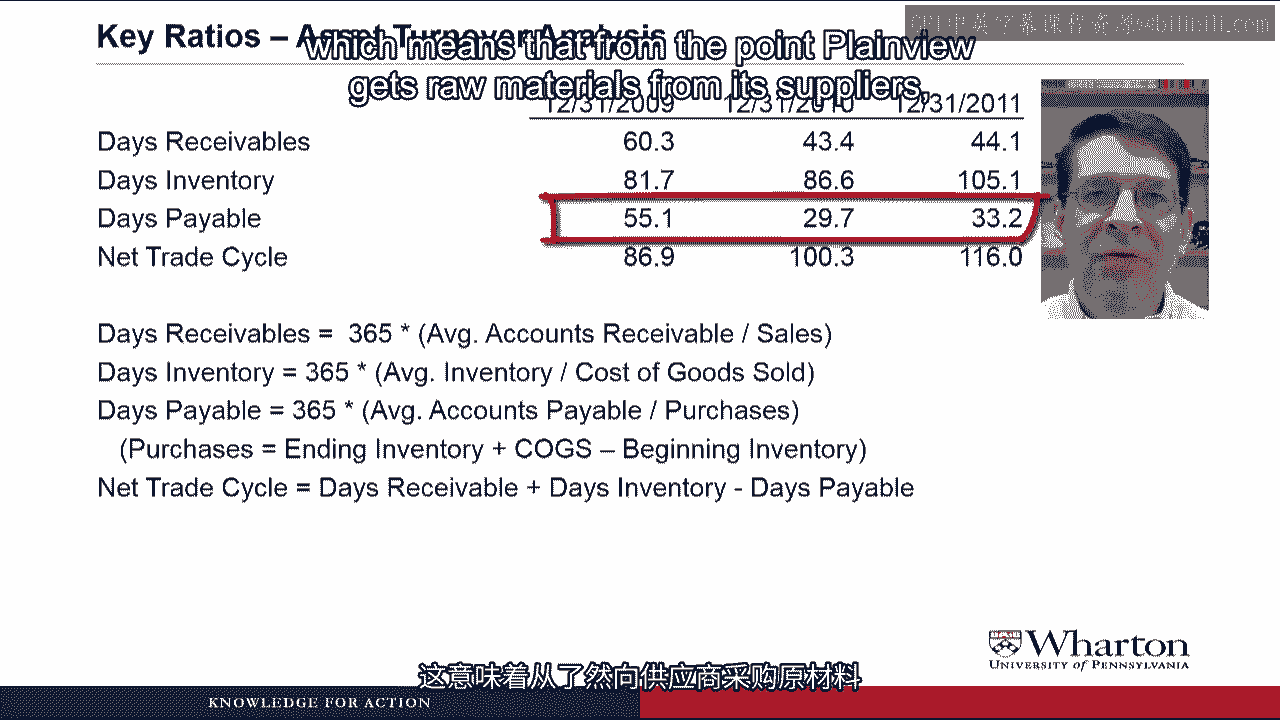 Key Ratios – Asset Turnover Analysis
which means that from the point Plainview
gets raw materials from its suppliers,
12/31/2009 12/31/2010 12/31/2011
Days Receivables 60.3 43.4 44.1
Days Inventory 81.7 86.6 105.1
Days Payable 55.1 29.7 33.2
Net Trade Cycle 86.9 100.3 116.0
Days Receivables = 365 * (Avg. Accounts Receivable / Sales)
Days Inventory = 365 * (Avg. Inventory / Cost of Goods Sold)
Days Payable = 365 * (Avg. Accounts Payable / Purchases)
(Purchases = Ending Inventory + COGS – Beginning Inventory)
Net Trade Cycle = Days Receivable + Days Inventory - Days Payable
Wharton
UNIVERSITY of PENNSYLVANIA
这意味着从了然向供应商采购原材料
KNOWLEDGE FOR ACTION